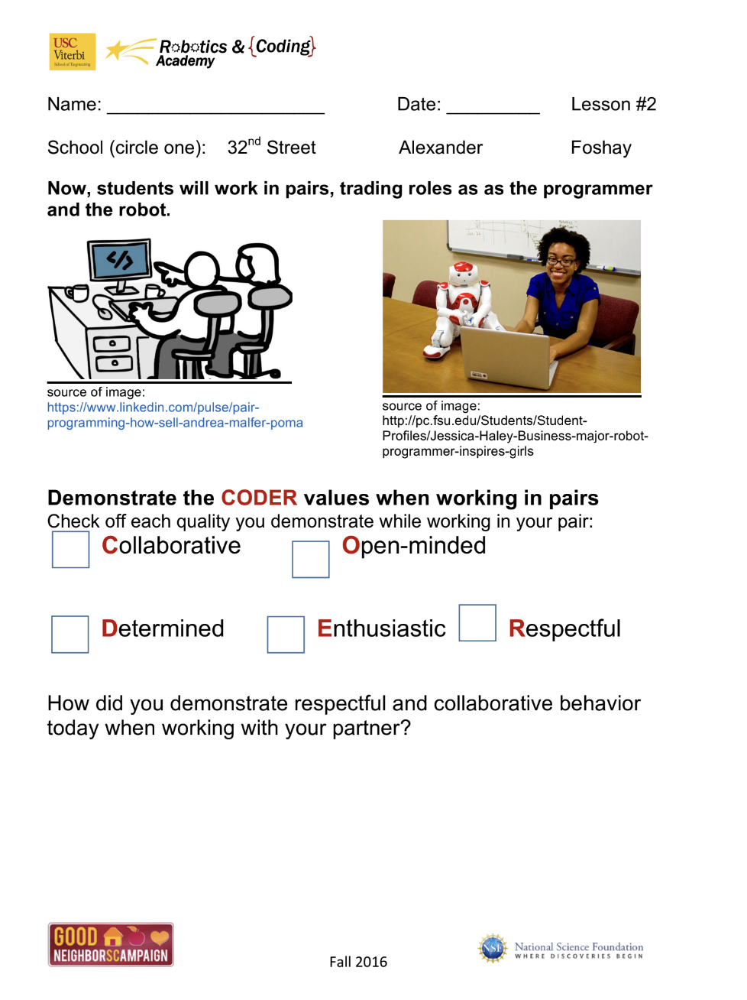 USC
Viterbi
School of Engineering
Robotics & {Coding}
Academy
Name: _____________________ Date: _________ Lesson #2
School (circle one): 32nd Street Alexander Foshay
Now, students will work in pairs, trading roles as as the programmer
and the robot.
</>
source of image:
https://www.linkedin.com/pulse/pair-
programming-how-sell-andrea-malfer-poma
source of image:
http://pc.fsu.edu/Students/Student-
Profiles/Jessica-Haley-Business-major-robot-
programmer-inspires-girls
Demonstrate the CODER values when working in pairs
Check off each quality you demonstrate while working in your pair:
Collaborative Open-minded
Determined Enthusiastic Respectful
How did you demonstrate respectful and collaborative behavior
today when working with your partner?
GOOD
NEIGHBORSCAMPAIGN
Fall 2016
NSF
National Science Foundation
WHERE DISCOVERIES BEGIN